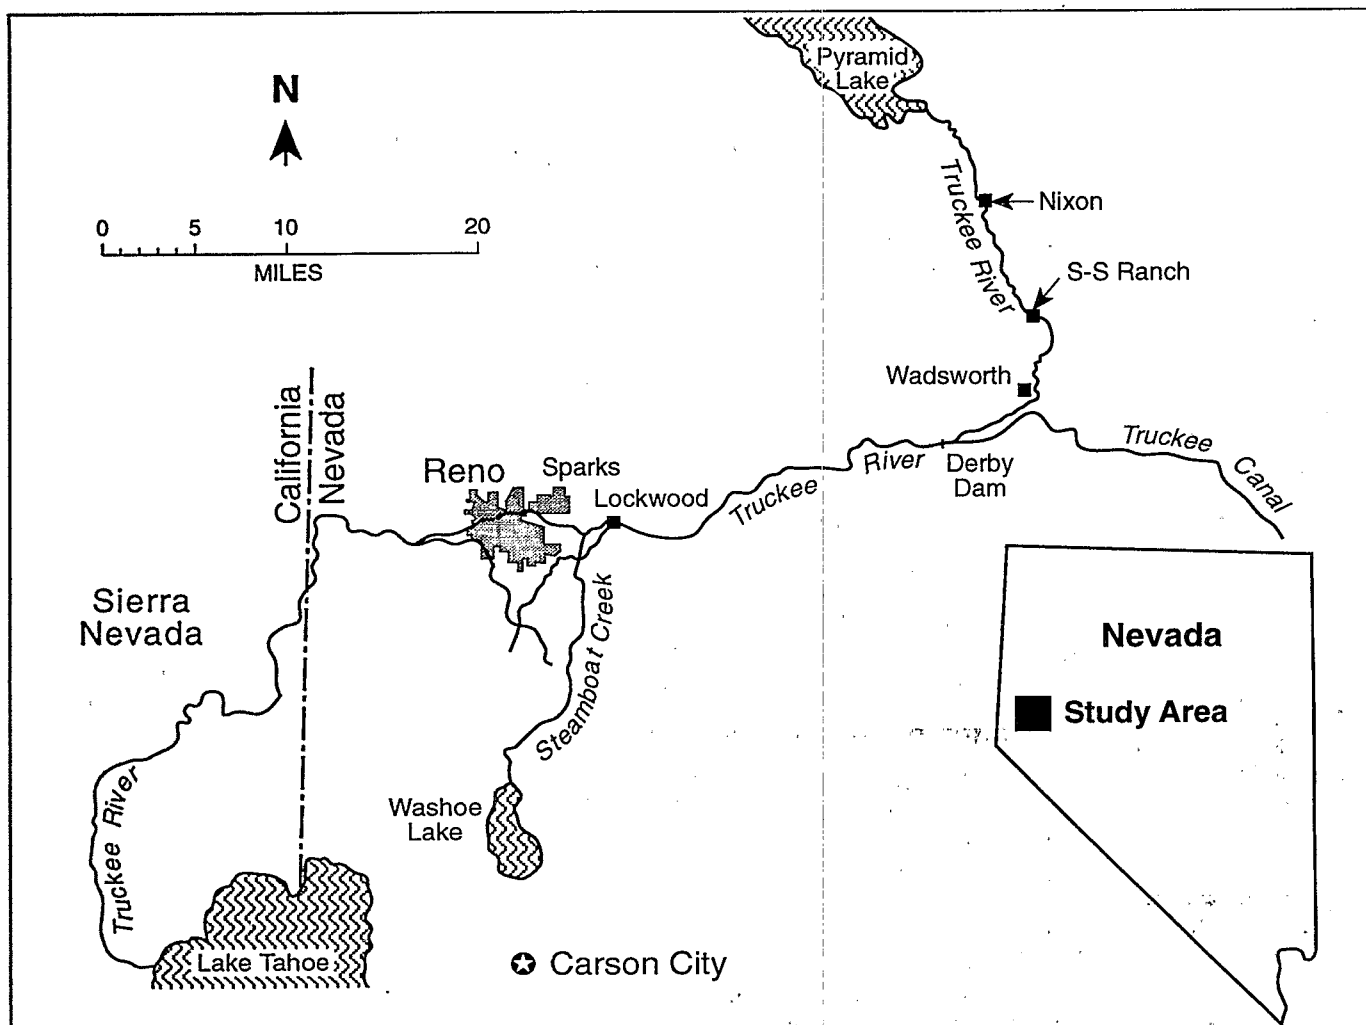 Pyramid
Lake
N
Truckee River
Nixon
0 5 10 20
MILES
S-S Ranch
Wadsworth
California
Nevada
Truckee
Canal
Reno
Sparks
River
Derby
Dam
Lockwood
Truckee
Sierra
Nevada
Steamboat Creek
Nevada
Study Area
Truckee River
Washoe
Lake
Lake Tahoe
Carson City